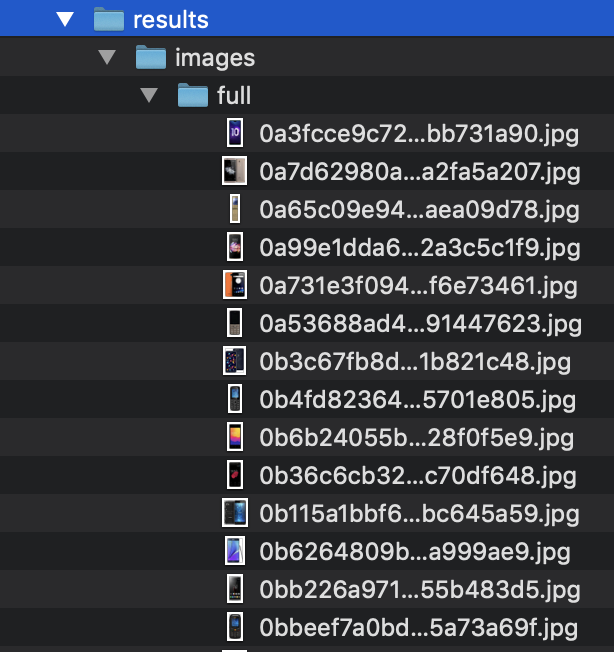 results
images
full
0a3fcce9c72...bb731a90.jpg
0a7d62980a...a2fa5a207.jpg
0a65c09e94...aea09d78.jpg
0a99e1dda6...2a3c5c1f9.jpg
0a731e3f094...f6e73461.jpg
0a53688ad4...91447623.jpg
0b3c67fb8d...1b821c48.jpg
0b4fd82364...5701e805.jpg
0b6b24055b...28f0f5e9.jpg
0b36c6cb32...c70df648.jpg
0b115a1bbf6...bc645a59.jpg
0b6264809b...a999ae9.jpg
0bb226a971...55b483d5.jpg
0bbeef7a0bd...5a73a69f.jpg